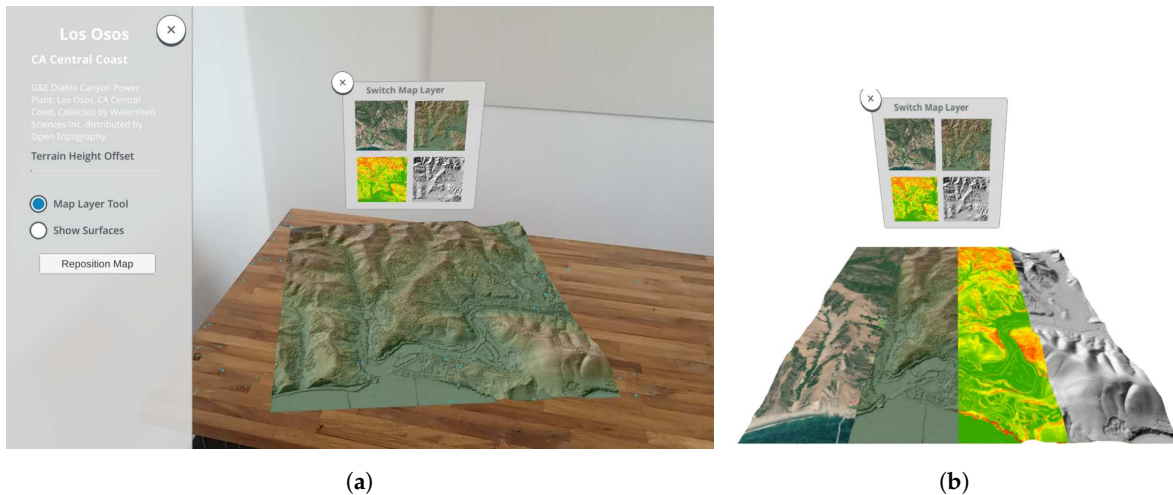 Los Osos
CA Central Coast
G&E Diablo Canyon Power
Plant: Los Osos, CA Central
Coast, Collected by Watershed
Sciences Inc, distributed by
Open Topography
Terrain Height Offset
Map Layer Tool
Show Surfaces
Reposition Map
Switch Map Layer
Switch Map Layer
(a)
(b)